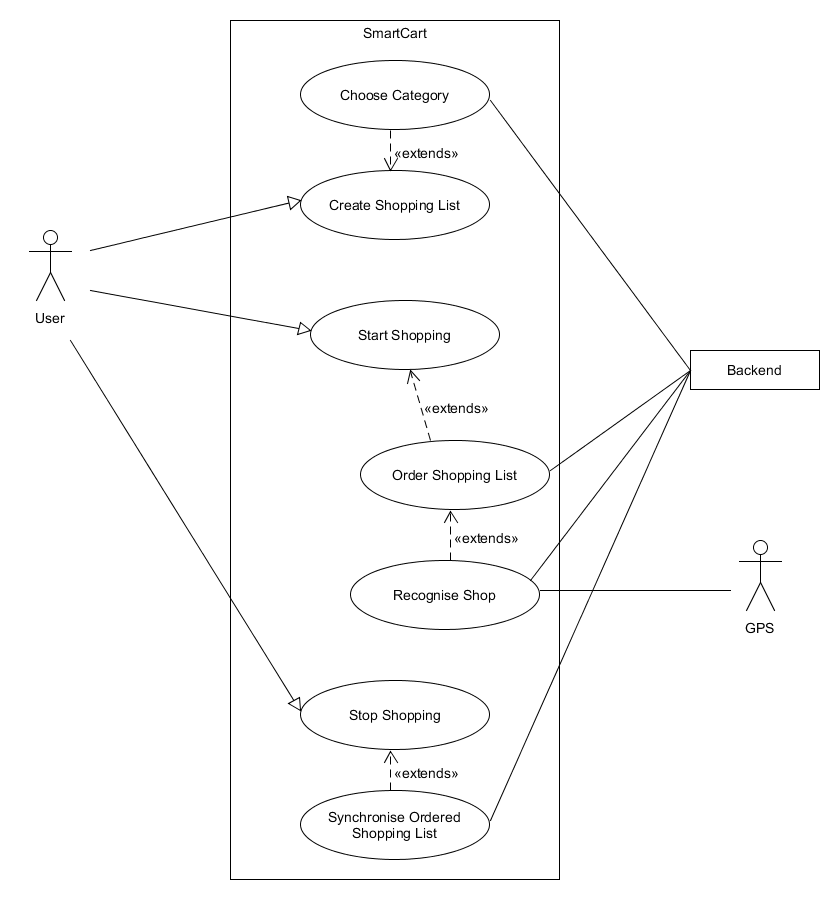 SmartCart
Choose Category
«extends»
Create Shopping List
User
Start Shopping
Backend
«extends»
Order Shopping List
«extends»
Recognise Shop
GPS
Stop Shopping
«extends»
Synchronise Ordered
Shopping List